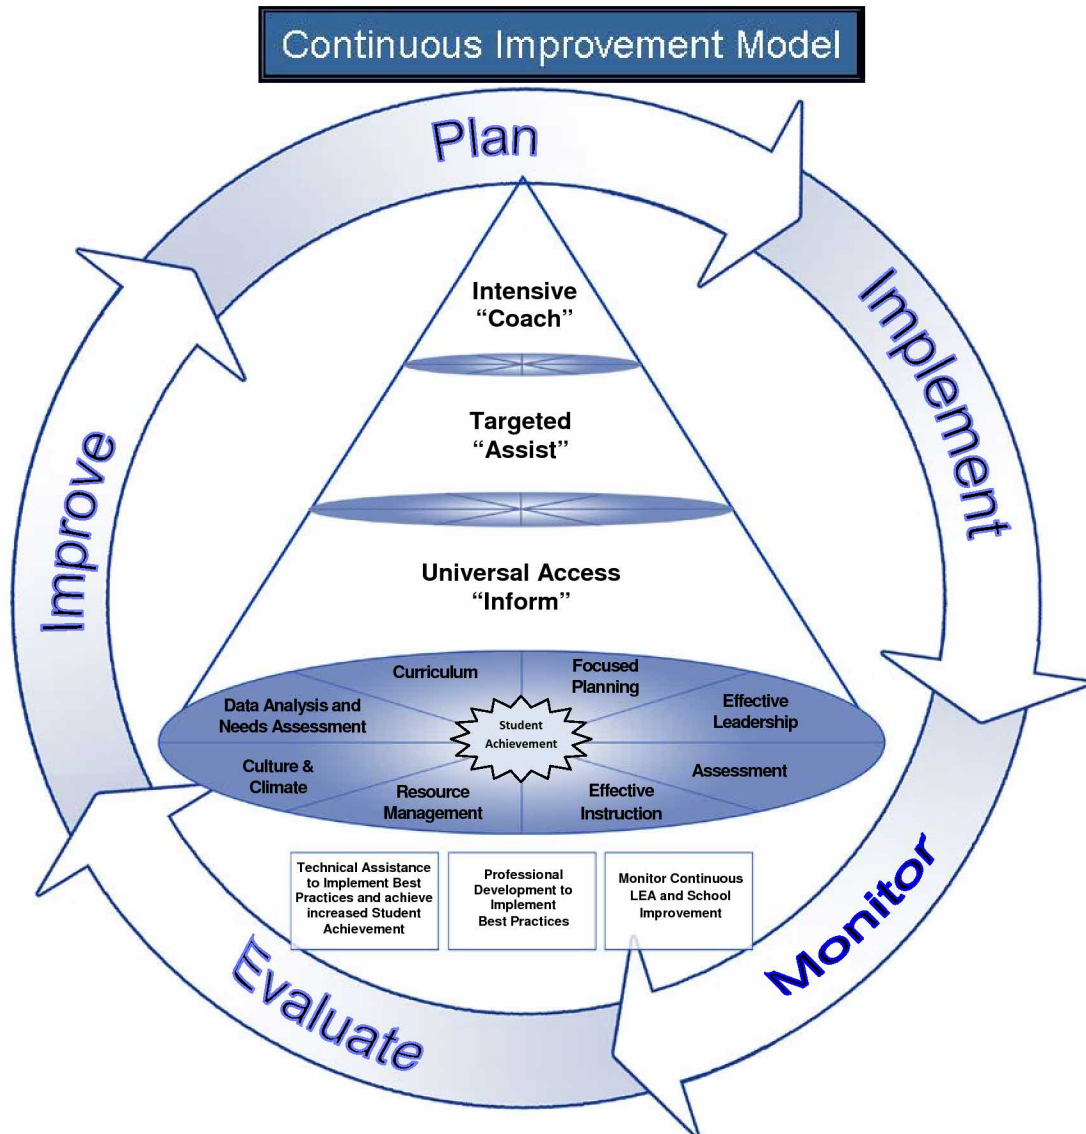 Continuous Improvement Model
Plan
Implement
Monitor
Evaluate
Improve
Intensive
“Coach”
Targeted
“Assist”
Universal Access
“Inform”
Curriculum
Focused
Planning
Data Analysis and
Needs Assessment
Effective
Leadership
Student
Achievement
Culture &
Climate
Assessment
Resource
Management
Effective
Instruction
Technical Assistance
to Implement Best
Practices and achieve
increased Student
Achievement
Professional
Development to
Implement
Best Practices
Monitor Continuous
LEA and School
Improvement